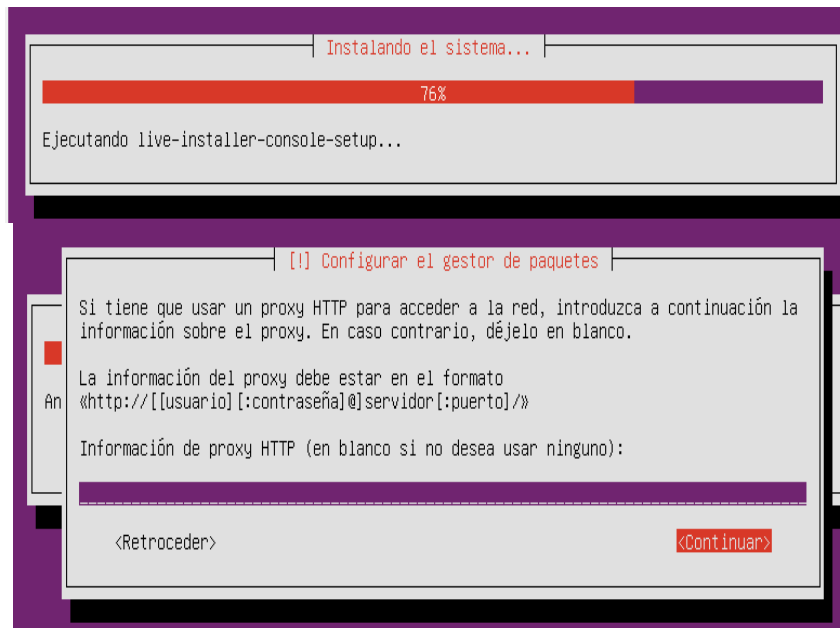 Instalando el sistema...
76%
Ejecutando live-installer-console-setup...
[!] Configurar el gestor de paquetes
Si tiene que usar un proxy HTTP para acceder a la red, introduzca a continuación la
información sobre el proxy. En caso contrario, déjelo en blanco.
La información del proxy debe estar en el formato
An
«http://[[usuario][:contraseña]@]servidor[:puerto]/»
Información de proxy HTTP (en blanco si no desea usar ninguno):
<Retroceder> <Continuar>